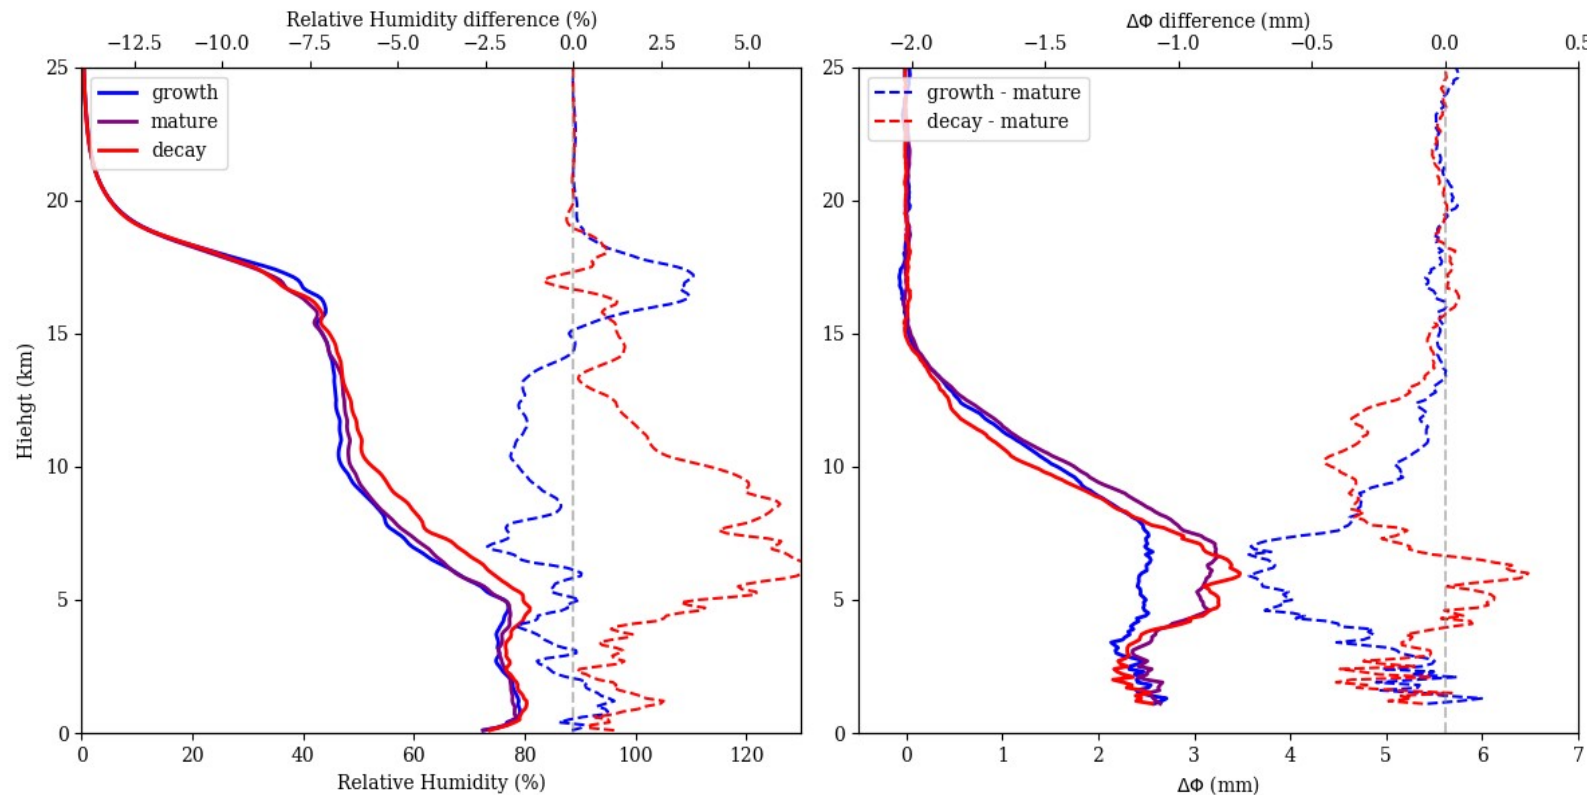 Relative Humidity difference (%)
−12.5 −10.0 −7.5 −5.0 −2.5 0.0 2.5 5.0
25
20
15
10
5
0
Hiehgt (km)
growth
mature
decay
0 20 40 60 80 100 120
Relative Humidity (%)
ΔΦ difference (mm)
−2.0 −1.5 −1.0 −0.5 0.0 0.5
25
20
15
10
5
0
growth - mature
decay - mature
0 1 2 3 4 5 6 7
ΔΦ (mm)